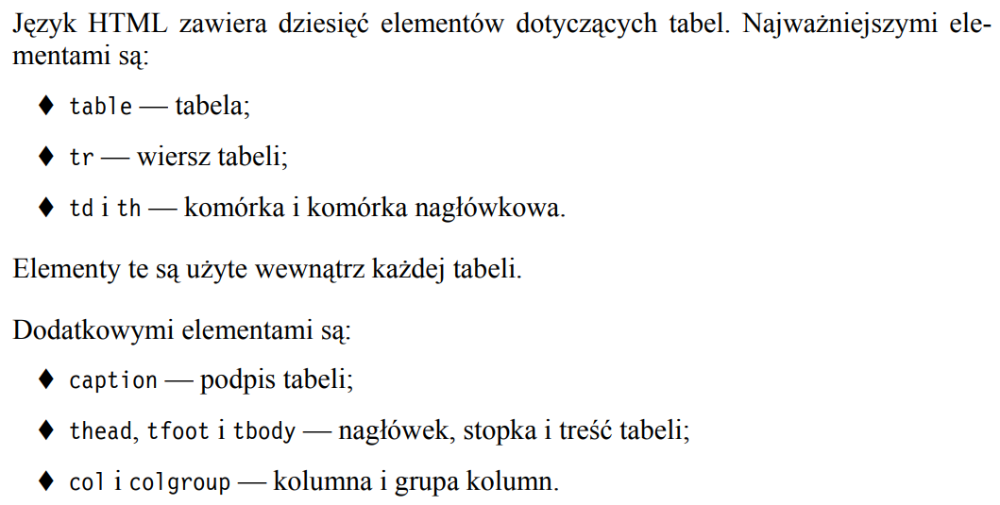 Język HTML zawiera dziesięć elementów dotyczących tabel. Najważniejszymi ele-
mentami są:
♦ table — tabela;
♦ tr — wiersz tabeli;
♦ td i th — komórka i komórka nagłówkowa.
Elementy te są użyte wewnątrz każdej tabeli.
Dodatkowymi elementami są:
♦ caption — podpis tabeli;
♦ thead, tfoot i tbody — nagłówek, stopka i treść tabeli;
♦ col i colgroup — kolumna i grupa kolumn.